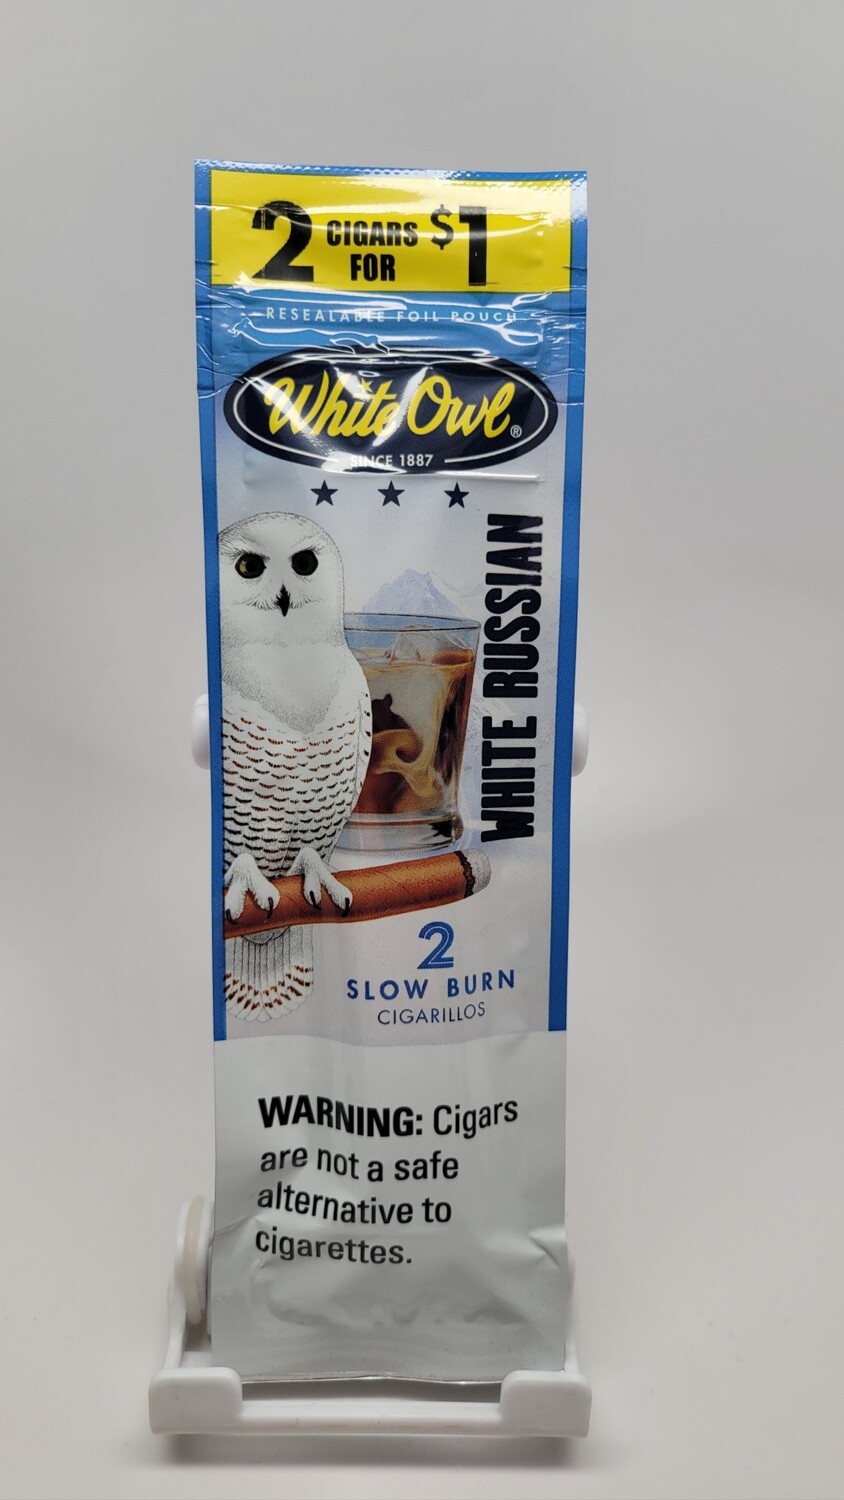 2 CIGARS FOR $1
RESEALABLE FOIL POUCH
White Owl®
SINCE 1887
WHITE RUSSIAN
2
SLOW BURN
CIGARILLOS
WARNING: Cigars
are not a safe
alternative to
cigarettes.